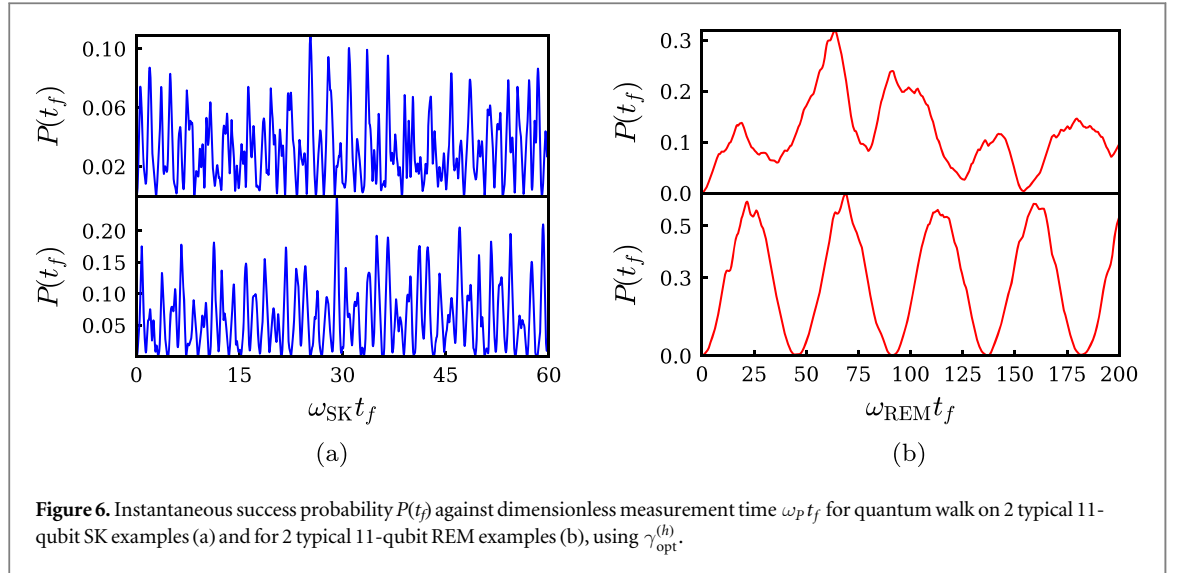 0.10
0.06
0.02
P(t_f)
0.20
0.15
0.10
0.05
P(t_f)
0 15 30 45 60
ω_SK t_f
(a)
0.3
0.2
0.1
0.0
P(t_f)
0.5
0.3
0.0
P(t_f)
0 25 50 75 100 125 150 175 200
ω_REM t_f
(b)
Figure 6. Instantaneous success probability P(t_f) against dimensionless measurement time ω_P t_f for quantum walk on 2 typical 11-
qubit SK examples (a) and for 2 typical 11-qubit REM examples (b), using γ_opt^(h).